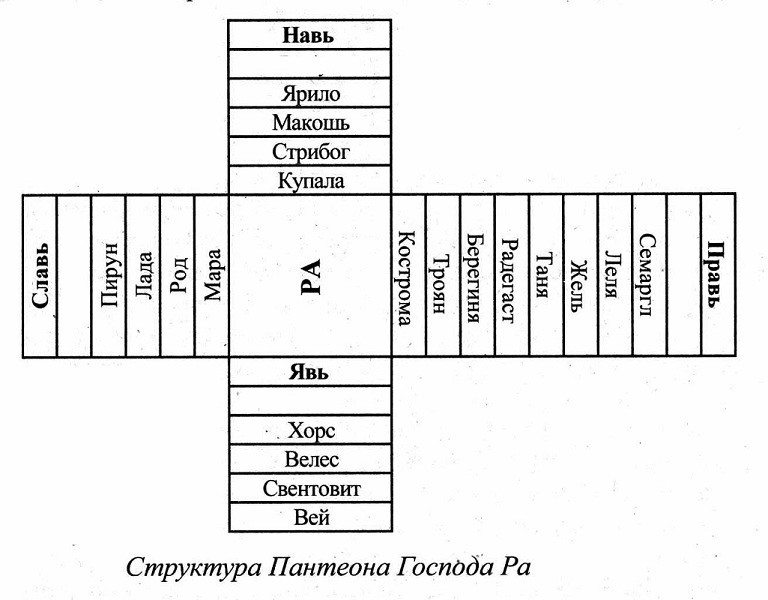 Навь
Ярило
Макошь
Стрибог
Купала
Славь
Пирун
Лада
Род
Мара
РА
Кострома
Троян
Берегиня
Радегаст
Таня
Жель
Леля
Семаргл
Правь
Явь
Хорс
Велес
Свентовит
Вей
Структура Пантеона Господа Ра